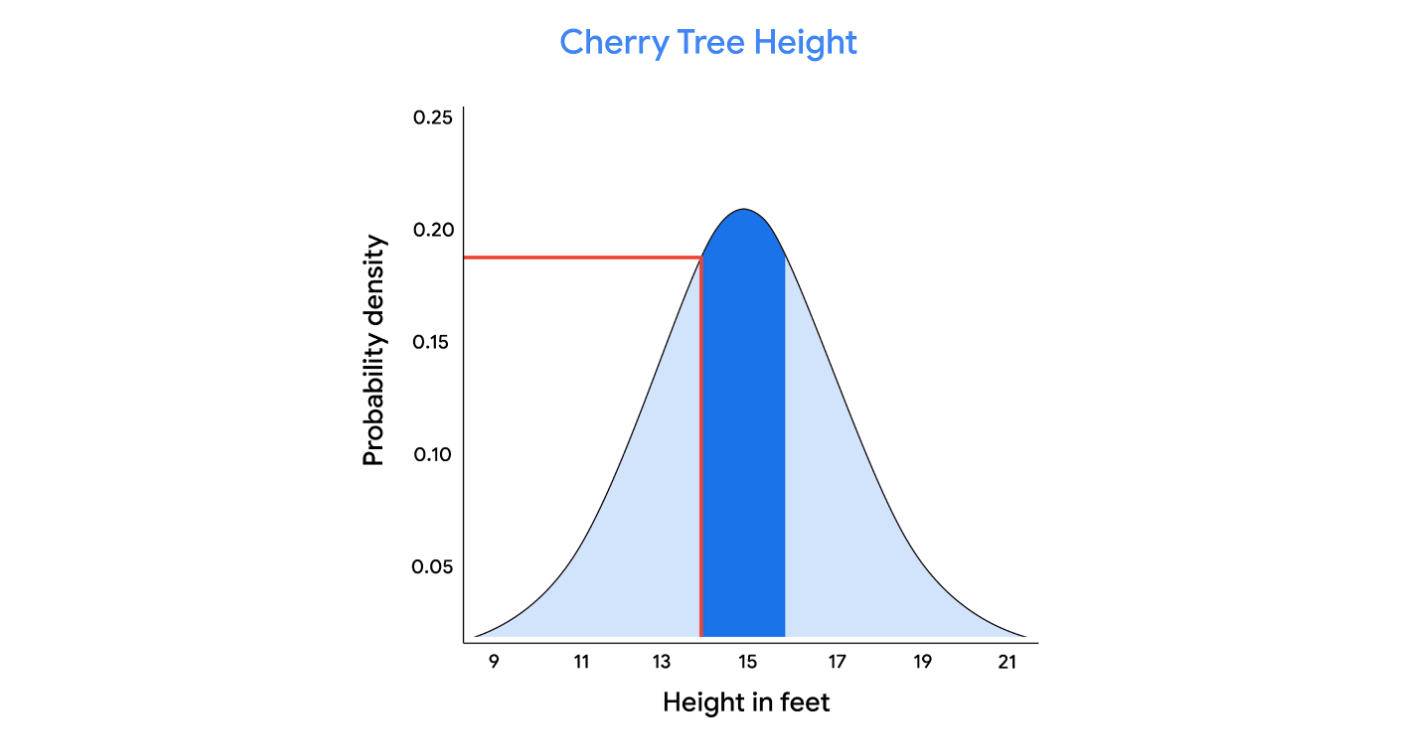 Cherry Tree Height
0.25
0.20
0.15
0.10
0.05
Probability density
9 11 13 15 17 19 21
Height in feet